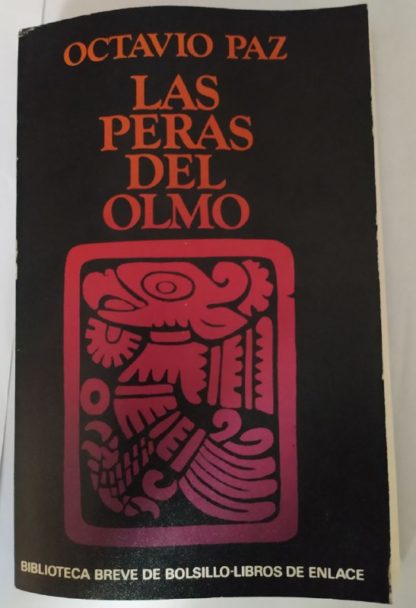 OCTAVIO PAZ
LAS
PERAS
DEL
OLMO
BIBLIOTECA BREVE DE BOLSILLO-LIBROS DE ENLACE